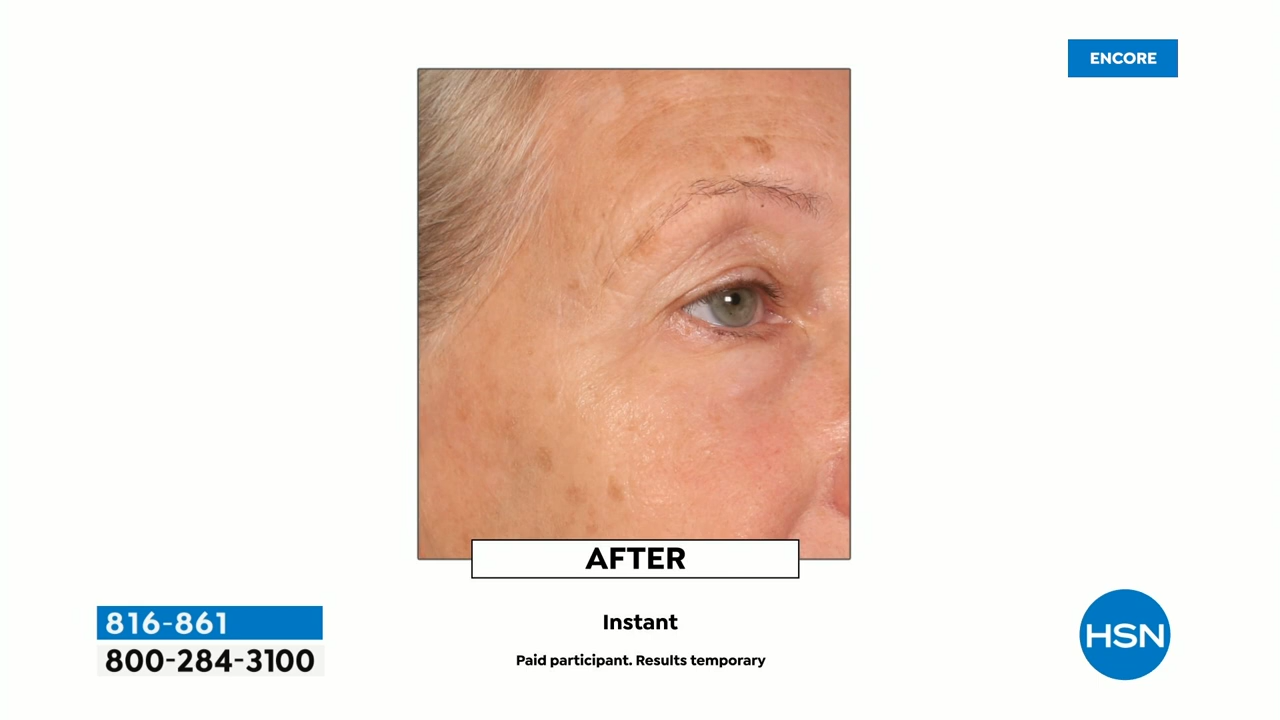 ENCORE
AFTER
Instant
Paid participant. Results temporary
816-861
800-284-3100
HSN